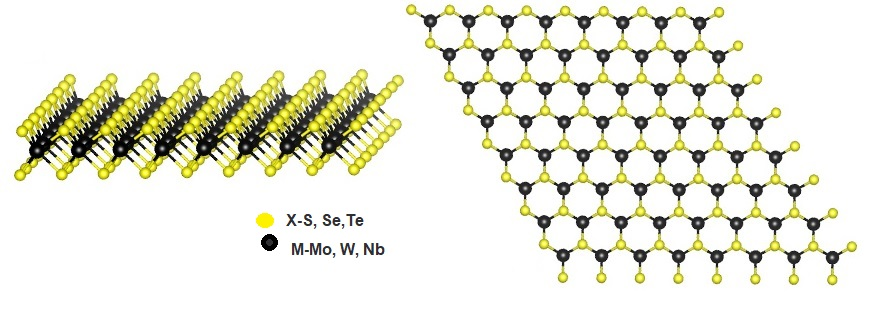 X-S, Se,Te
M-Mo, W, Nb